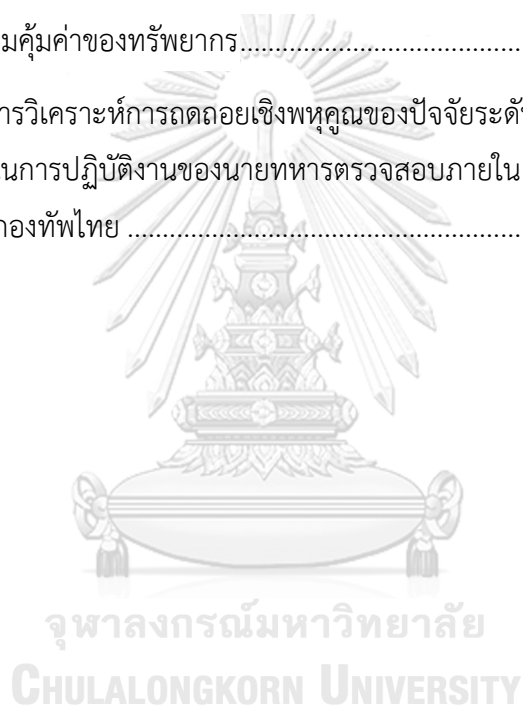 มคุ้มค่าของทรัพยากร.............................................
ารวิเคราะห์การถดถอยเชิงพหุคูณของปัจจัยระดับ
นการปฏิบัติงานของนายทหารตรวจสอบภายใน
กองทัพไทย ................................................................
จุฬาลงกรณ์มหาวิทยาลัย
CHULALONGKORN UNIVERSITY